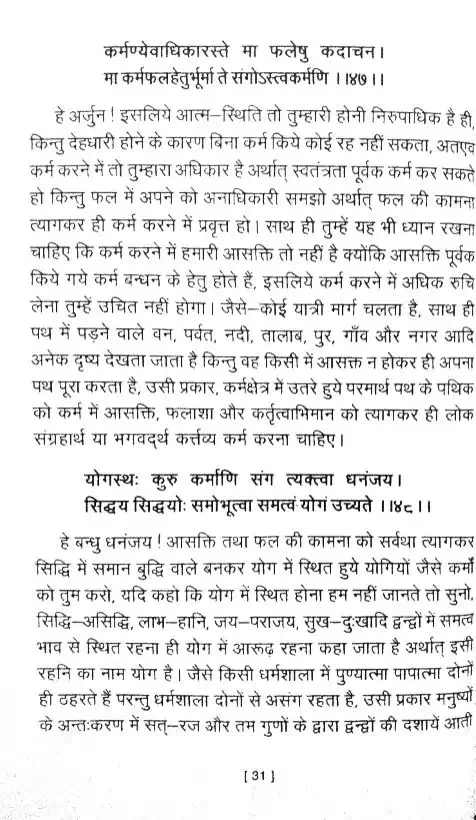 कर्मण्येवाधिकारस्ते मा फलेषु कदाचन।
मा कर्मफलहेतुर्भूर्मा ते संगोऽस्त्वकर्मणि ।।४७।।
हे अर्जुन ! इसलिये आत्म–स्थिति तो तुम्हारी होनी निरुपाधिक है ही,
किन्तु देहधारी होने के कारण बिना कर्म किये कोई रह नहीं सकता, अतएव
कर्म करने में तो तुम्हारा अधिकार है अर्थात् स्वतंत्रता पूर्वक कर्म कर सकते
हो किन्तु फल में अपने को अनाधिकारी समझो अर्थात् फल की कामना
त्यागकर ही कर्म करने में प्रवृत्त हो। साथ ही तुम्हें यह भी ध्यान रखना
चाहिए कि कर्म करने में हमारी आसक्ति तो नहीं है क्योंकि आसक्ति पूर्वक
किये गये कर्म बन्धन के हेतु होते हैं, इसलिये कर्म करने में अधिक रुचि
लेना तुम्हें उचित नहीं होगा। जैसे–कोई यात्री मार्ग चलता है, साथ ही
पथ में पड़ने वाले वन, पर्वत, नदी, तालाब, पुर, गाँव और नगर आदि
अनेक दृष्य देखता जाता है किन्तु वह किसी में आसक्त न होकर ही अपना
पथ पूरा करता है, उसी प्रकार, कर्मक्षेत्र में उतरे हुये परमार्थ पथ के पथिक
को कर्म में आसक्ति, फलाशा और कर्तृत्वाभिमान को त्यागकर ही लोक
संग्रहार्थ या भगवदर्थ कर्त्तव्य कर्म करना चाहिए।
योगस्थः कुरु कर्माणि संग त्यक्त्वा धनंजय।
सिद्धय सिद्धयोः समोभूत्वा समत्वं योगं उच्यते ।।४८।।
हे बन्धु धनंजय ! आसक्ति तथा फल की कामना को सर्वथा त्यागकर
सिद्धि में समान बुद्धि वाले बनकर योग में स्थित हुये योगियों जैसे कर्मों
को तुम करो, यदि कहो कि योग में स्थित होना हम नहीं जानते तो सुनो,
सिद्धि–असिद्धि, लाभ–हानि, जय–पराजय, सुख–दुःखादि द्वन्द्वों में समत्व
भाव से स्थित रहना ही योग में आरूढ़ रहना कहा जाता है अर्थात् इसी
रहनि का नाम योग है। जैसे किसी धर्मशाला में पुण्यात्मा पापात्मा दोनों
ही ठहरते हैं परन्तु धर्मशाला दोनों से असंग रहता है, उसी प्रकार मनुष्यों
के अन्तःकरण में सत्–रज और तम गुणों के द्वारा द्वन्द्वों की दशायें आती
[ 31 ]